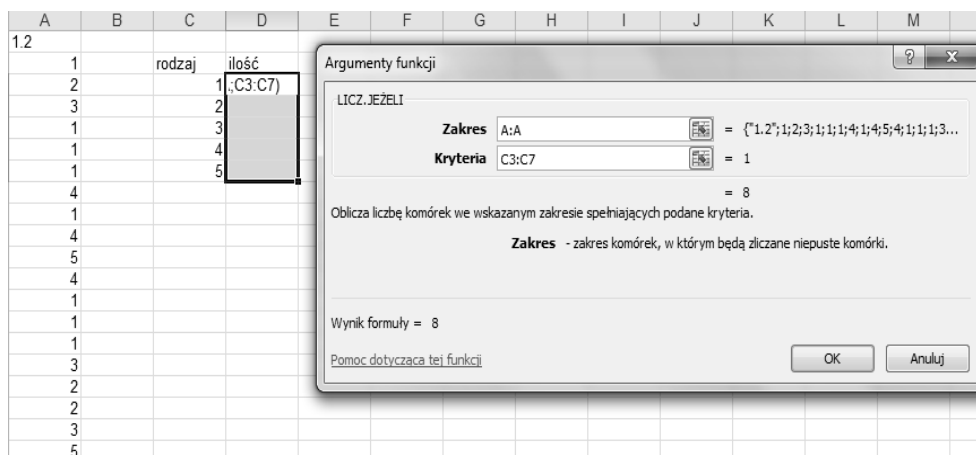 A B C D E F G H I J K L M
1.2
1 rodzaj ilość
2 1 .;C3:C7)
3 2
1 3
1 4
1 5
4
1
4
5
4
1
1
1
3
2
2
3
5
Argumenty funkcji
LICZ.JEŻELI
Zakres A:A = {"1.2";1;2;3;1;1;1;4;1;4;5;4;1;1;1;3...
Kryteria C3:C7 = 1
= 8
Oblicza liczbę komórek we wskazanym zakresie spełniających podane kryteria.
Zakres - zakres komórek, w którym będą zliczane niepuste komórki.
Wynik formuły = 8
Pomoc dotycząca tej funkcji
OK Anuluj